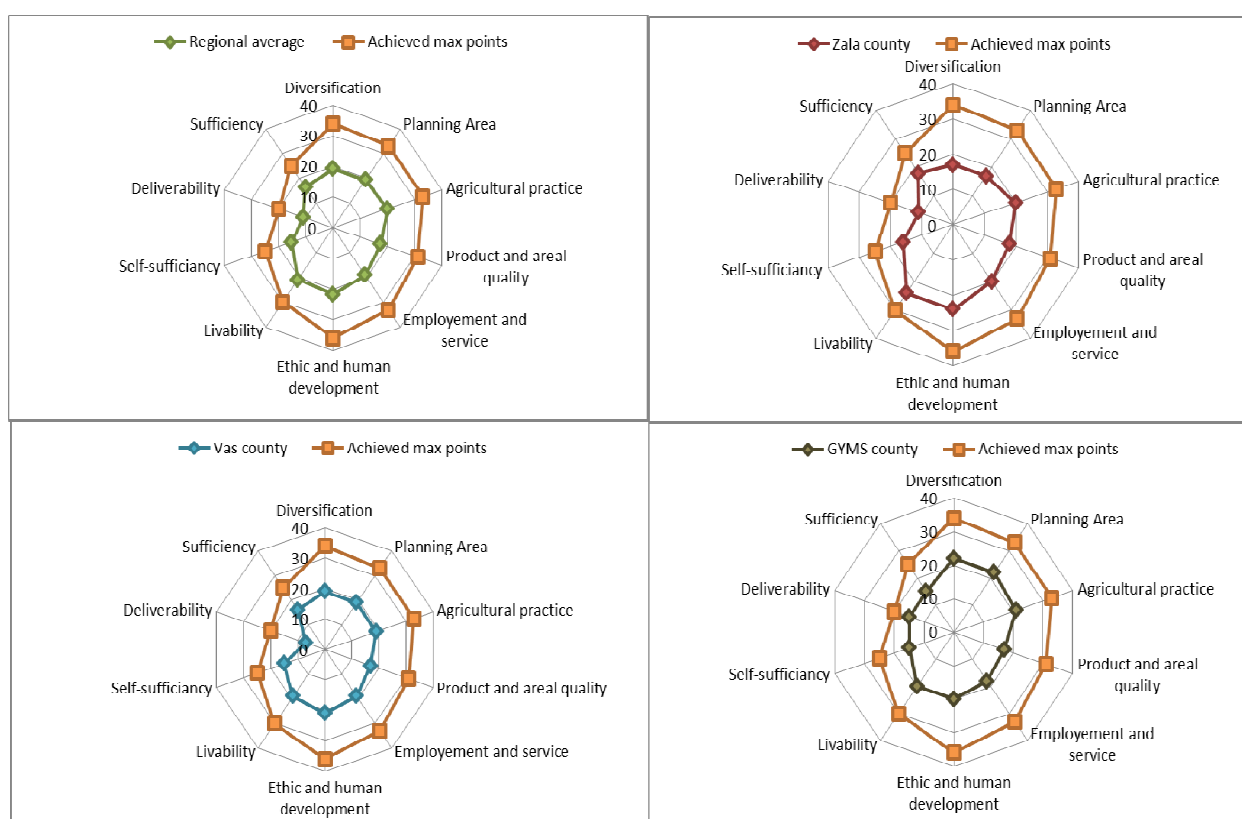 Regional average
Achieved max points
Diversification
40
30
20
10
0
Planning Area
Agricultural practice
Product and areal
quality
Employement and
service
Ethic and human
development
Livability
Self-sufficiancy
Deliverability
Sufficiency
Zala county
Achieved max points
Diversification
40
30
20
10
0
Planning Area
Agricultural practice
Product and areal
quality
Employement and
service
Ethic and human
development
Livability
Self-sufficiancy
Deliverability
Sufficiency
Vas county
Achieved max points
Diversification
40
30
20
10
0
Planning Area
Agricultural practice
Product and areal quality
Employement and service
Ethic and human
development
Livability
Self-sufficiancy
Deliverability
Sufficiency
GYMS county
Achieved max points
Diversification
40
30
20
10
0
Planning Area
Agricultural practice
Product and areal
quality
Employement and
service
Ethic and human
development
Livability
Self-sufficiancy
Deliverability
Sufficiency